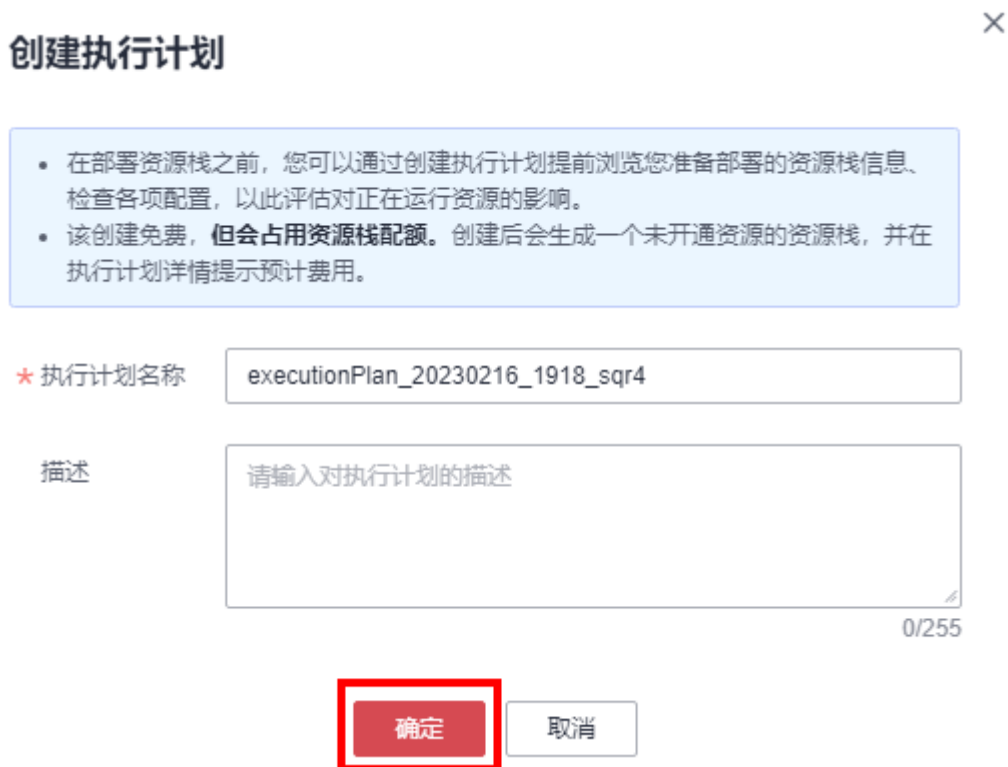 创建执行计划
• 在部署资源栈之前，您可以通过创建执行计划提前浏览您准备部署的资源栈信息、
检查各项配置，以此评估对正在运行资源的影响。
• 该创建免费，但会占用资源栈配额。创建后会生成一个未开通资源的资源栈，并在
执行计划详情提示预计费用。
* 执行计划名称 executionPlan_20230216_1918_sqr4
描述 请输入对执行计划的描述
0/255
确定 取消